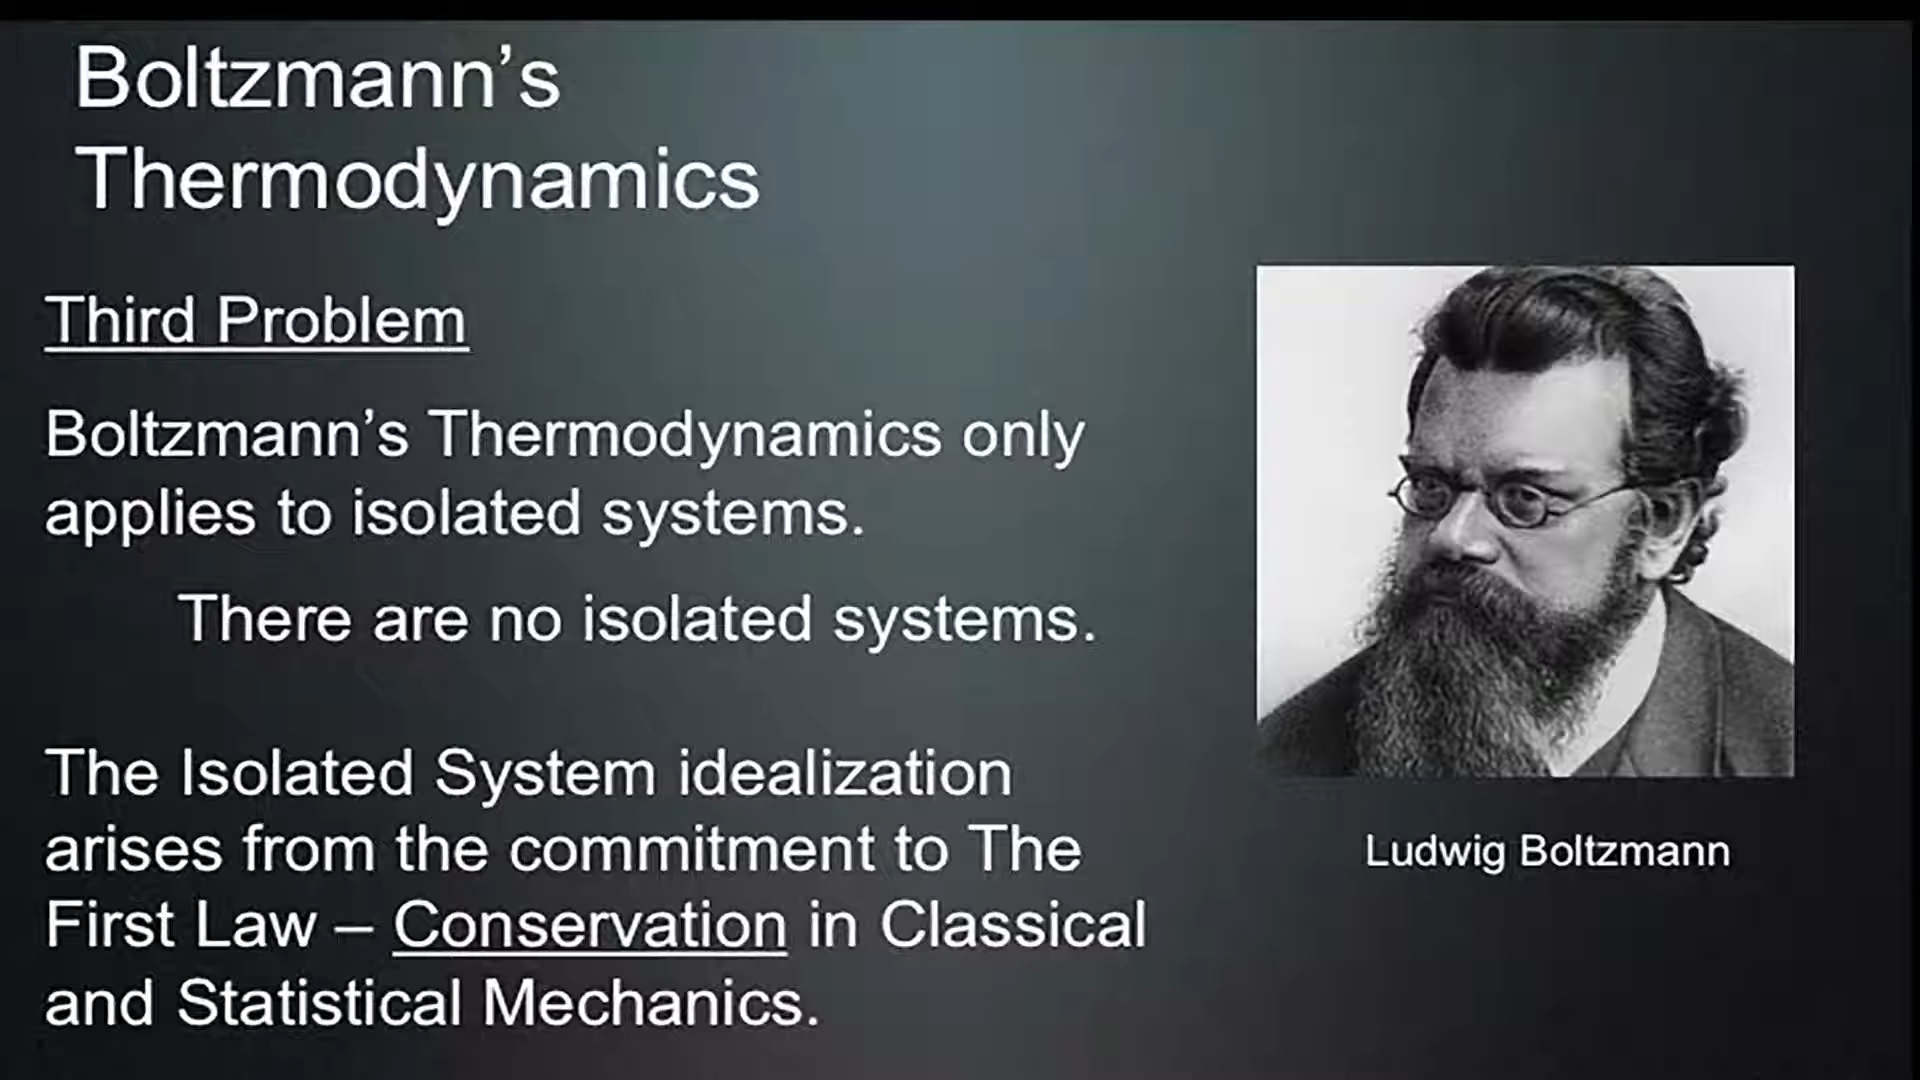 Boltzmann’s
Thermodynamics
Third Problem
Boltzmann’s Thermodynamics only
applies to isolated systems.
There are no isolated systems.
The Isolated System idealization
arises from the commitment to The
First Law – Conservation in Classical
and Statistical Mechanics.
Ludwig Boltzmann